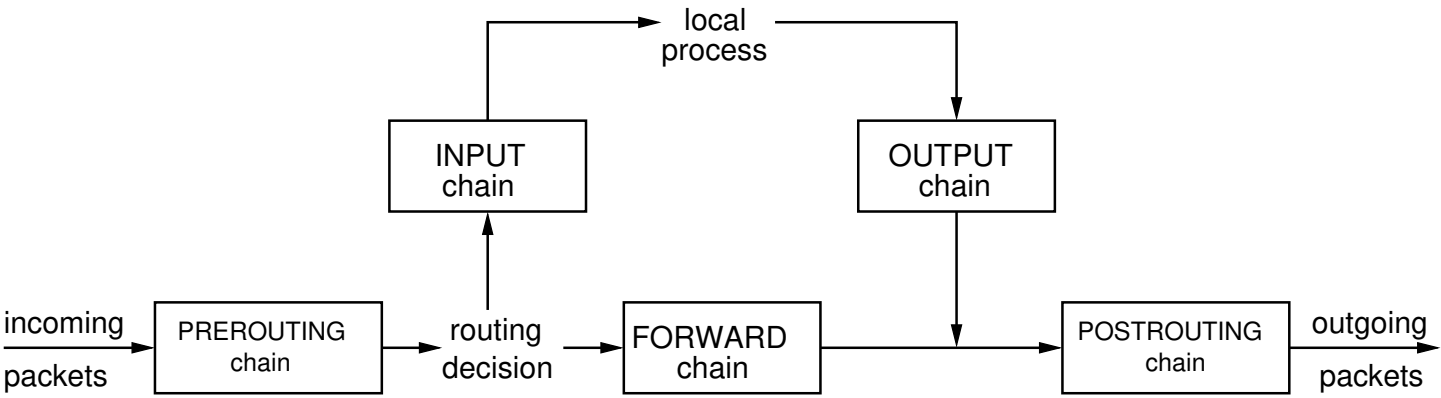 local
process
INPUT
chain
OUTPUT
chain
incoming
packets
PREROUTING
chain
routing
decision
FORWARD
chain
POSTROUTING
chain
outgoing
packets